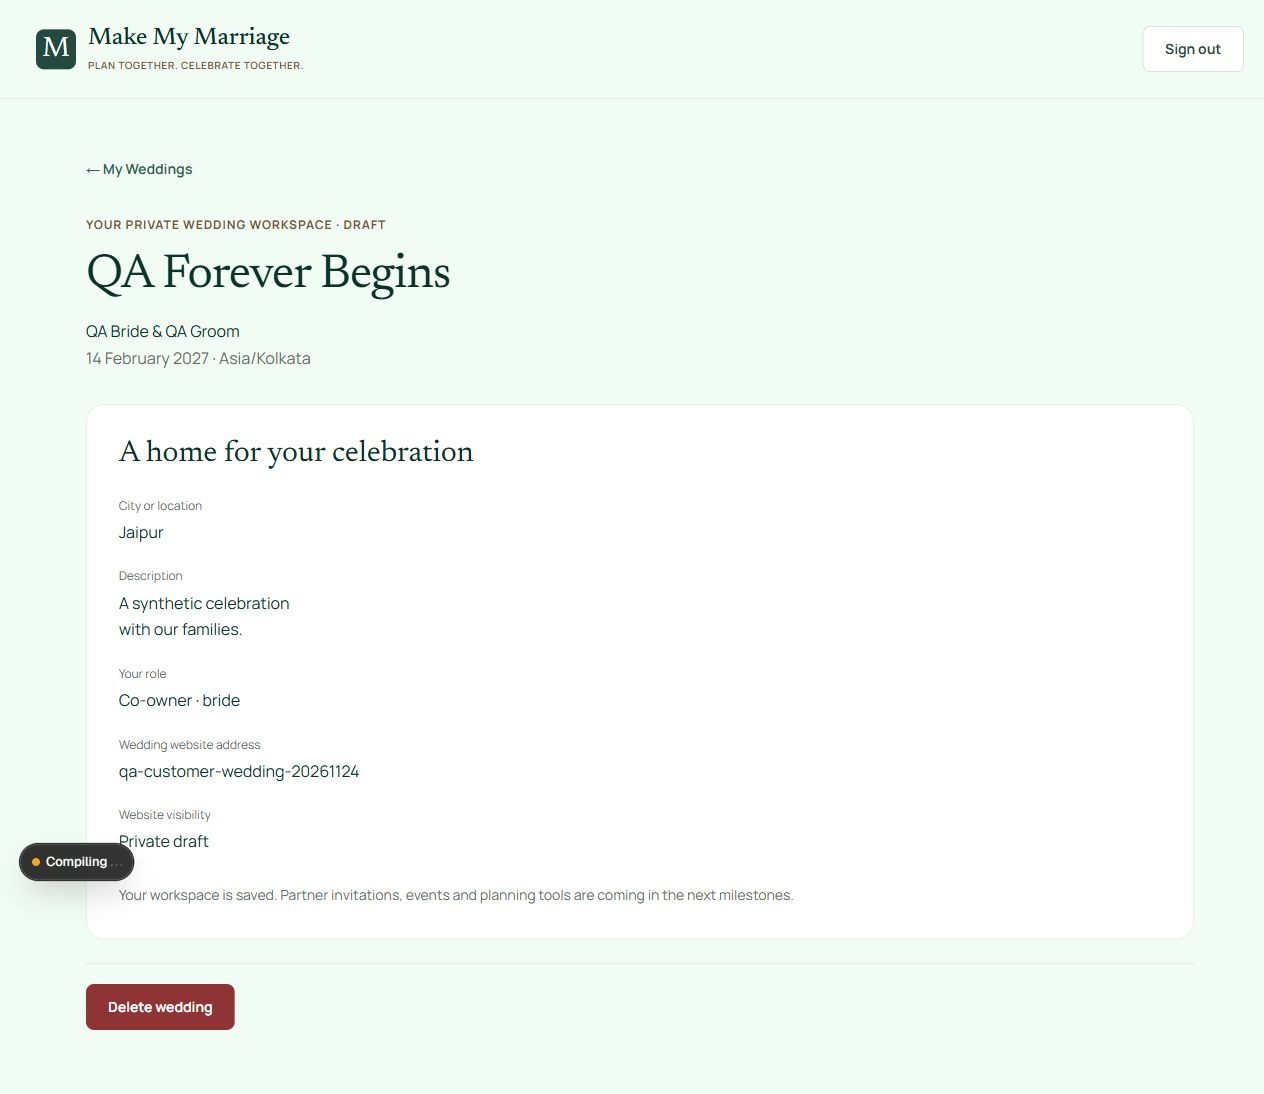 M
Make My Marriage
PLAN TOGETHER. CELEBRATE TOGETHER.
Sign out
← My Weddings
YOUR PRIVATE WEDDING WORKSPACE · DRAFT
QA Forever Begins
QA Bride & QA Groom
14 February 2027 · Asia/Kolkata
A home for your celebration
City or location
Jaipur
Description
A synthetic celebration
with our families.
Your role
Co-owner · bride
Wedding website address
qa-customer-wedding-20261124
Website visibility
Private draft
Compiling ...
Your workspace is saved. Partner invitations, events and planning tools are coming in the next milestones.
Delete wedding